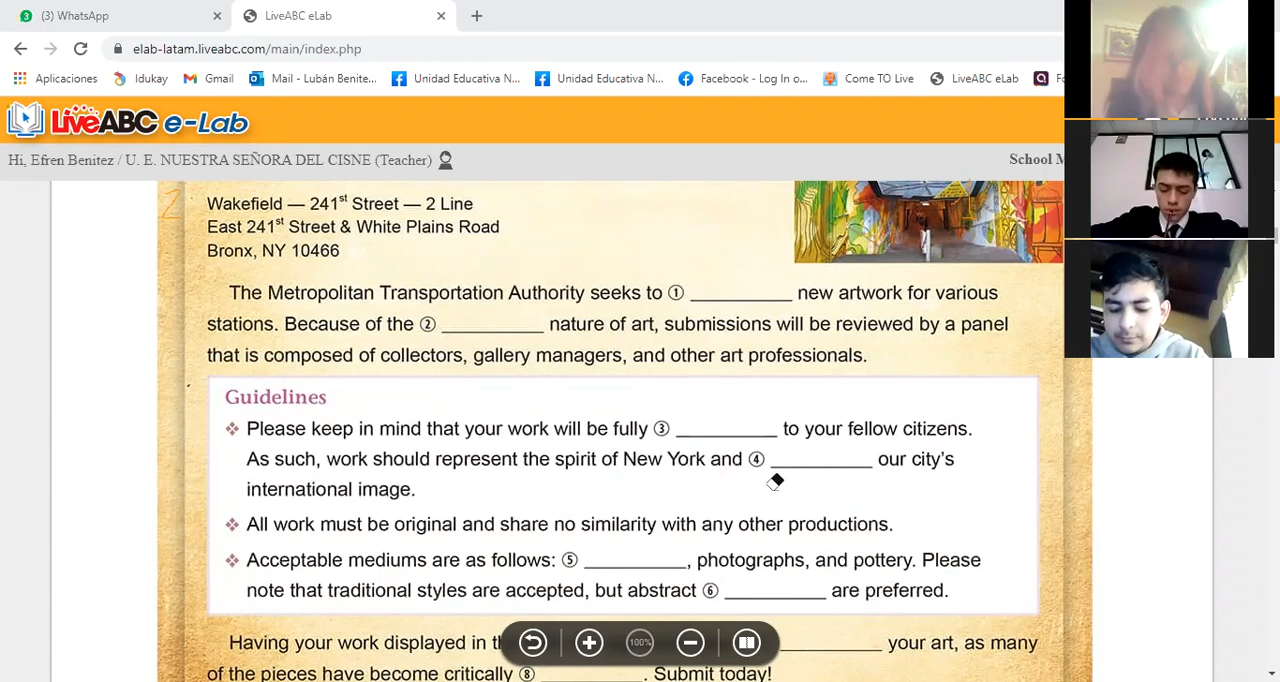 (3) WhatsApp
LiveABC eLab
elab-latam.liveabc.com/main/index.php
Aplicaciones Idukay Gmail Mail - Lubán Benite... Unidad Educativa N... Unidad Educativa N... Facebook - Log In o... Come TO Live LiveABC eLab
LiveABC e-Lab
Hi, Efren Benitez / U. E. NUESTRA SEÑORA DEL CISNE (Teacher) School M
Wakefield — 241st Street — 2 Line
East 241st Street & White Plains Road
Bronx, NY 10466
The Metropolitan Transportation Authority seeks to ① __________ new artwork for various
stations. Because of the ② __________ nature of art, submissions will be reviewed by a panel
that is composed of collectors, gallery managers, and other art professionals.
Guidelines
❖ Please keep in mind that your work will be fully ③ __________ to your fellow citizens.
As such, work should represent the spirit of New York and ④ __________ our city's
international image.
❖ All work must be original and share no similarity with any other productions.
❖ Acceptable mediums are as follows: ⑤ __________, photographs, and pottery. Please
note that traditional styles are accepted, but abstract ⑥ __________ are preferred.
Having your work displayed in th __________ your art, as many
of the pieces have become critically ⑧ __________. Submit today!
100%